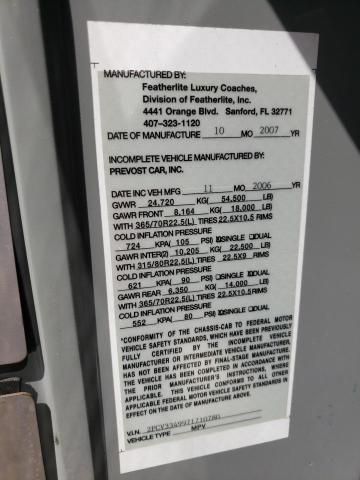 MANUFACTURED BY:
Featherlite Luxury Coaches,
Division of Featherlite, Inc.
4441 Orange Blvd. Sanford, FL 32771
407-323-1120
DATE OF MANUFACTURE 10 MO 2007 YR
INCOMPLETE VEHICLE MANUFACTURED BY:
PREVOST CAR, INC.
DATE INC VEH MFG 11 MO 2006 YR
GVWR 24,720 KG( 54,500 LB)
GAWR FRONT 8,164 KG( 18,000 LB)
WITH 365/70R22.5(L) TIRES 22.5X10.5 RIMS
COLD INFLATION PRESSURE
724 KPA( 105 PSI) SINGLE DUAL
GAWR INTER(2) 10,205 KG( 22,500 LB)
WITH 315/80R22.5(L) TIRES 22.5X9 RIMS
COLD INFLATION PRESSURE
621 KPA( 90 PSI) SINGLE DUAL
GAWR REAR 6,350 KG( 14,000 LB)
WITH 365/70R22.5(L) TIRES 22.5X10.5 RIMS
COLD INFLATION PRESSURE
552 KPA( 80 PSI) SINGLE DUAL
"CONFORMITY OF THE CHASSIS-CAB TO FEDERAL MOTOR
VEHICLE SAFETY STANDARDS, WHICH HAVE BEEN PREVIOUSLY
FULLY CERTIFIED BY THE INCOMPLETE VEHICLE
MANUFACTURER OR INTERMEDIATE VEHICLE MANUFACTURER,
HAS NOT BEEN AFFECTED BY FINAL-STAGE MANUFACTURE.
THE VEHICLE HAS BEEN COMPLETED IN ACCORDANCE WITH
THE PRIOR MANUFACTURER'S INSTRUCTIONS, WHERE
APPLICABLE. THIS VEHICLE CONFORMS TO ALL OTHER
APPLICABLE FEDERAL MOTOR VEHICLE SAFETY STANDARDS IN
EFFECT ON THE DATE OF MANUFACTURE ABOVE."
V.I.N.
VEHICLE TYPE MPV